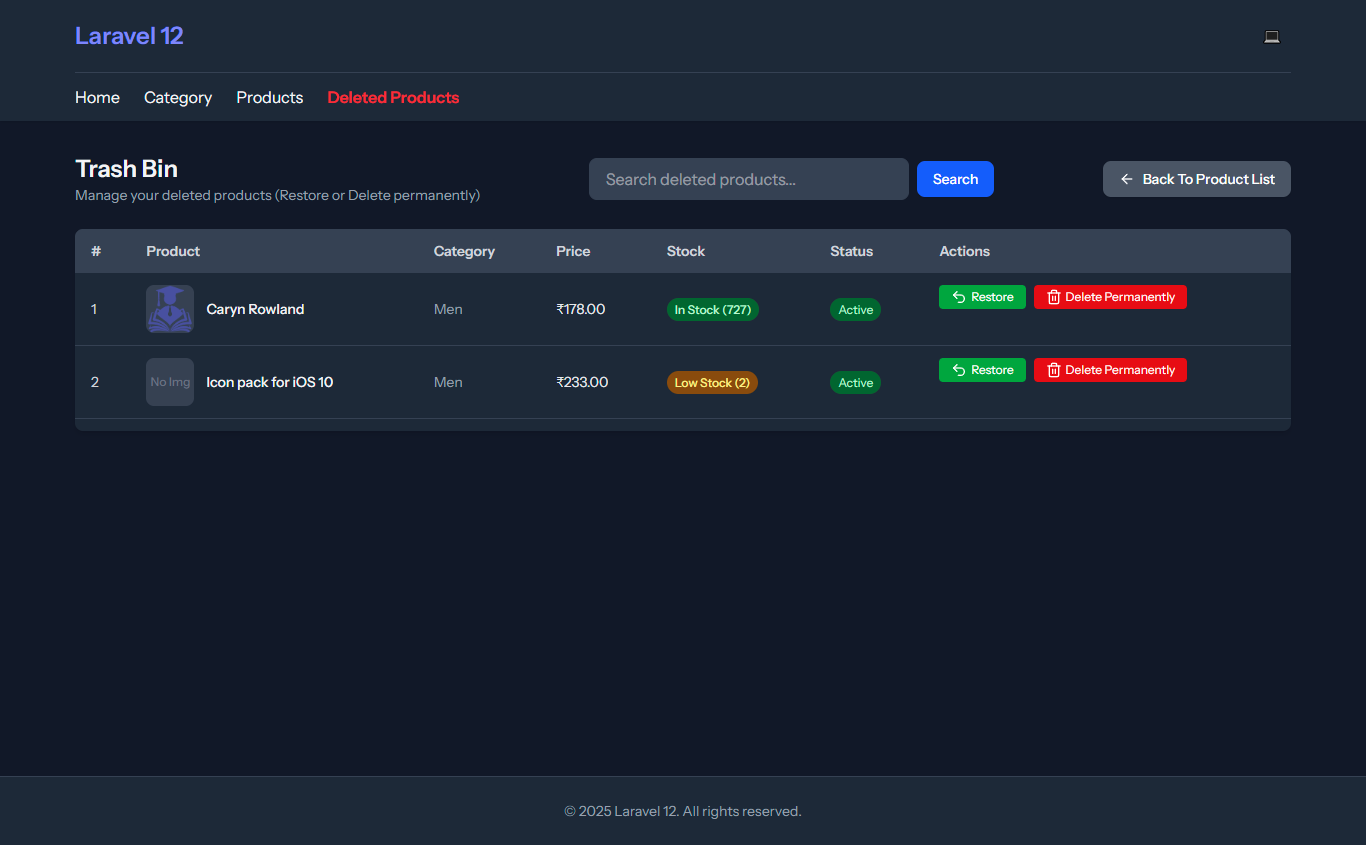 Laravel 12
Home Category Products Deleted Products
Trash Bin
Manage your deleted products (Restore or Delete permanently)
Search deleted products...
Search
Back To Product List
# Product Category Price Stock Status Actions
1 Caryn Rowland Men ₹178.00 In Stock (727) Active Restore Delete Permanently
2 No Img Icon pack for iOS 10 Men ₹233.00 Low Stock (2) Active Restore Delete Permanently
© 2025 Laravel 12. All rights reserved.